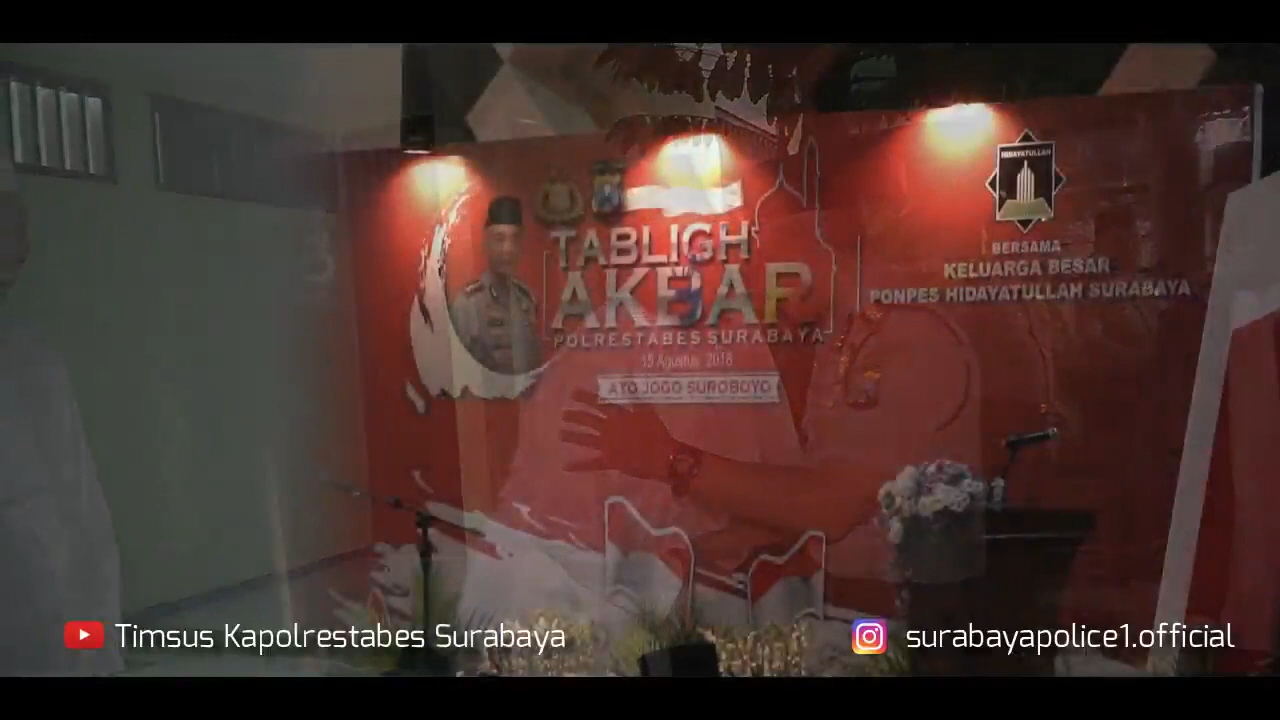 HIDAYATULLAH
TABLIGH
AKBAR
POLRESTABES SURABAYA
15 Agustus 2018
AYO JOGO SUROBOYO
BERSAMA
KELUARGA BESAR
PONPES HIDAYATULLAH SURABAYA
Timsus Kapolrestabes Surabaya
surabayapolice1.official